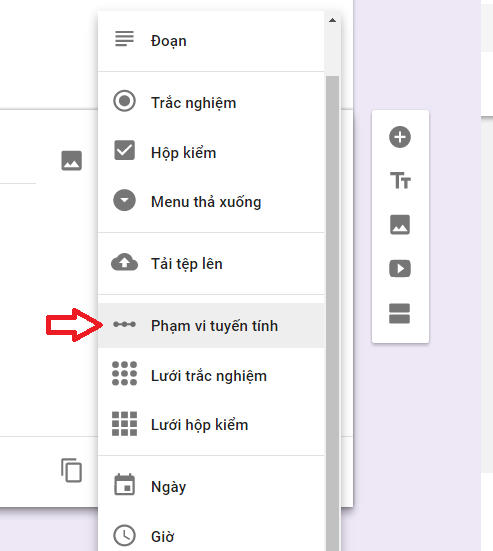 Đoạn
Trắc nghiệm
Hộp kiểm
Menu thả xuống
Tải tệp lên
Phạm vi tuyến tính
Lưới trắc nghiệm
Lưới hộp kiểm
Ngày
Giờ
Tт